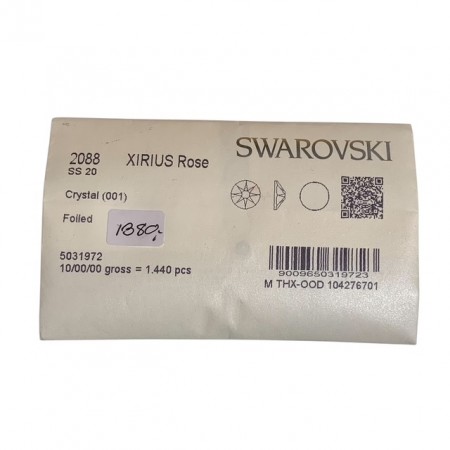 2088 XIRIUS Rose
SS 20
SWAROVSKI
Crystal (001)
Foiled
1380,-
5031972
10/00/00 gross = 1.440 pcs
9009650319723
M THX-OOD 104276701